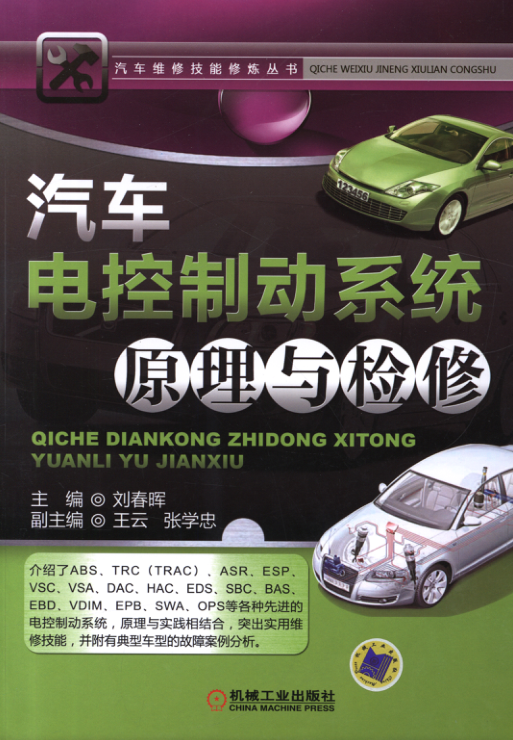 汽车维修技能修炼丛书 QICHE WEIXIU JINENG XIULIAN CONGSHU
123456
汽车
电控制动系统
原理与检修
QICHE DIANKONG ZHIDONG XITONG
YUANLI YU JIANXIU
主 编 ◎ 刘春晖
副主编 ◎ 王云 张学忠
介绍了ABS、TRC（TRAC）、ASR、ESP、
VSC、VSA、DAC、HAC、EDS、SBC、BAS、
EBD、VDIM、EPB、SWA、OPS等各种先进的
电控制动系统，原理与实践相结合，突出实用维
修技能，并附有典型车型的故障案例分析。
机械工业出版社
CHINA MACHINE PRESS